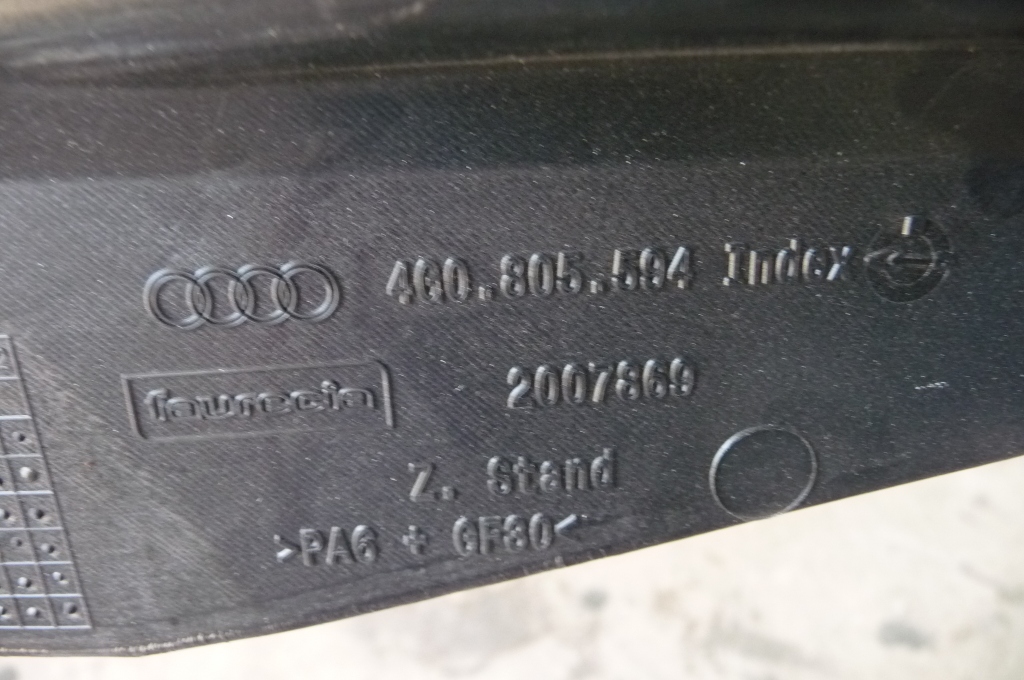 4G0.805.594 Index
faurecia
2007869
Z. Stand
>PA6 + GF30<